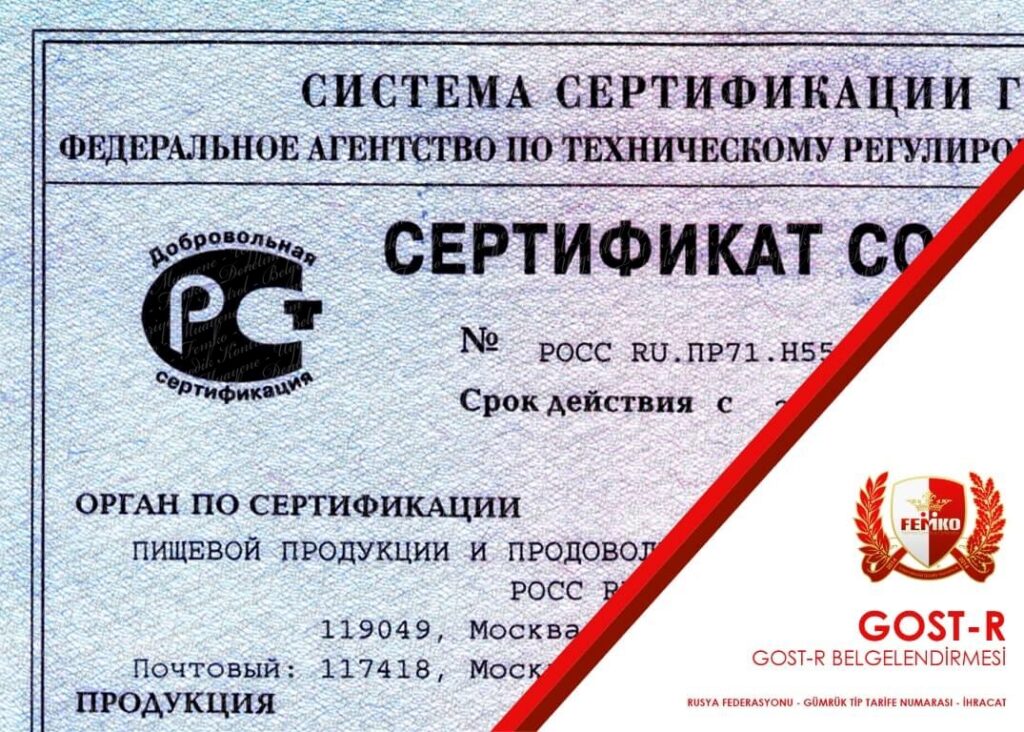 СИСТЕМА СЕРТИФИКАЦИИ Г
ФЕДЕРАЛЬНОЕ АГЕНТСТВО ПО ТЕХНИЧЕСКОМУ РЕГУЛИРО
Добровольная
РСТ
сертификация
СЕРТИФИКАТ СО
№ РОСС RU.ПР71.Н55
Срок действия с
ОРГАН ПО СЕРТИФИКАЦИИ
ПИЩЕВОЙ ПРОДУКЦИИ И ПРОДОВОЛ
РОСС R
119049, Москва
Почтовый: 117418, Моск
ПРОДУКЦИЯ
FEMKO
GOST-R
GOST-R BELGELENDİRMESİ
RUSYA FEDERASYONU - GÜMRÜK TİP TARİFE NUMARASI - İHRACAT